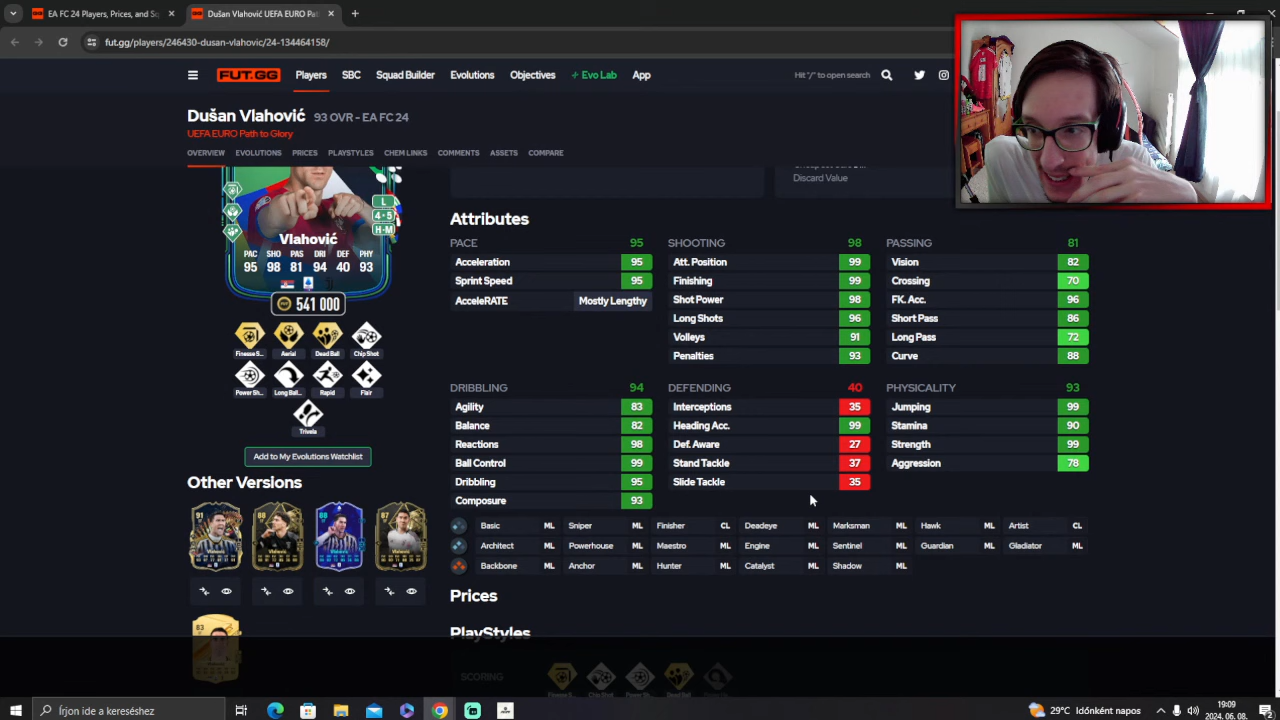 EA FC 24 Players, Prices, and Sq
Dušan Vlahović UEFA EURO Pat
fut.gg/players/246430-dusan-vlahovic/24-134464158/
FUT.GG Players SBC Squad Builder Evolutions Objectives + Evo Lab App Hit "/" to open search
Dušan Vlahović 93 OVR - EA FC 24
UEFA EURO Path to Glory
OVERVIEW EVOLUTIONS PRICES PLAYSTYLES CHEM LINKS COMMENTS ASSETS COMPARE
Discard Value
L
4★5
H-M
Vlahović
PAC SHO PAS DRI DEF PHY
95 98 81 94 40 93
541 000
Finesse S... Aerial Dead Ball Chip Shot
Power Sh... Long Ball... Rapid Flair
Trivela
Add to My Evolutions Watchlist
Other Versions
91 88 88 87
83
Attributes
PACE 95
Acceleration 95
Sprint Speed 95
AcceleRATE Mostly Lengthy
SHOOTING 98
Att. Position 99
Finishing 99
Shot Power 98
Long Shots 96
Volleys 91
Penalties 93
PASSING 81
Vision 82
Crossing 70
FK. Acc. 96
Short Pass 86
Long Pass 72
Curve 88
DRIBBLING 94
Agility 83
Balance 82
Reactions 98
Ball Control 99
Dribbling 95
Composure 93
DEFENDING 40
Interceptions 35
Heading Acc. 99
Def. Aware 27
Stand Tackle 37
Slide Tackle 35
PHYSICALITY 93
Jumping 99
Stamina 90
Strength 99
Aggression 78
Basic ML Sniper ML Finisher CL Deadeye ML Marksman ML Hawk ML Artist CL
Architect ML Powerhouse ML Maestro CL Engine ML Sentinel ML Guardian ML Gladiator ML
Backbone ML Anchor ML Hunter ML Catalyst ML Shadow ML
Prices
PlayStyles
SCORING
Írjon ide a kereséshez
29°C Időnként napos
19:09
2024. 06. 08.